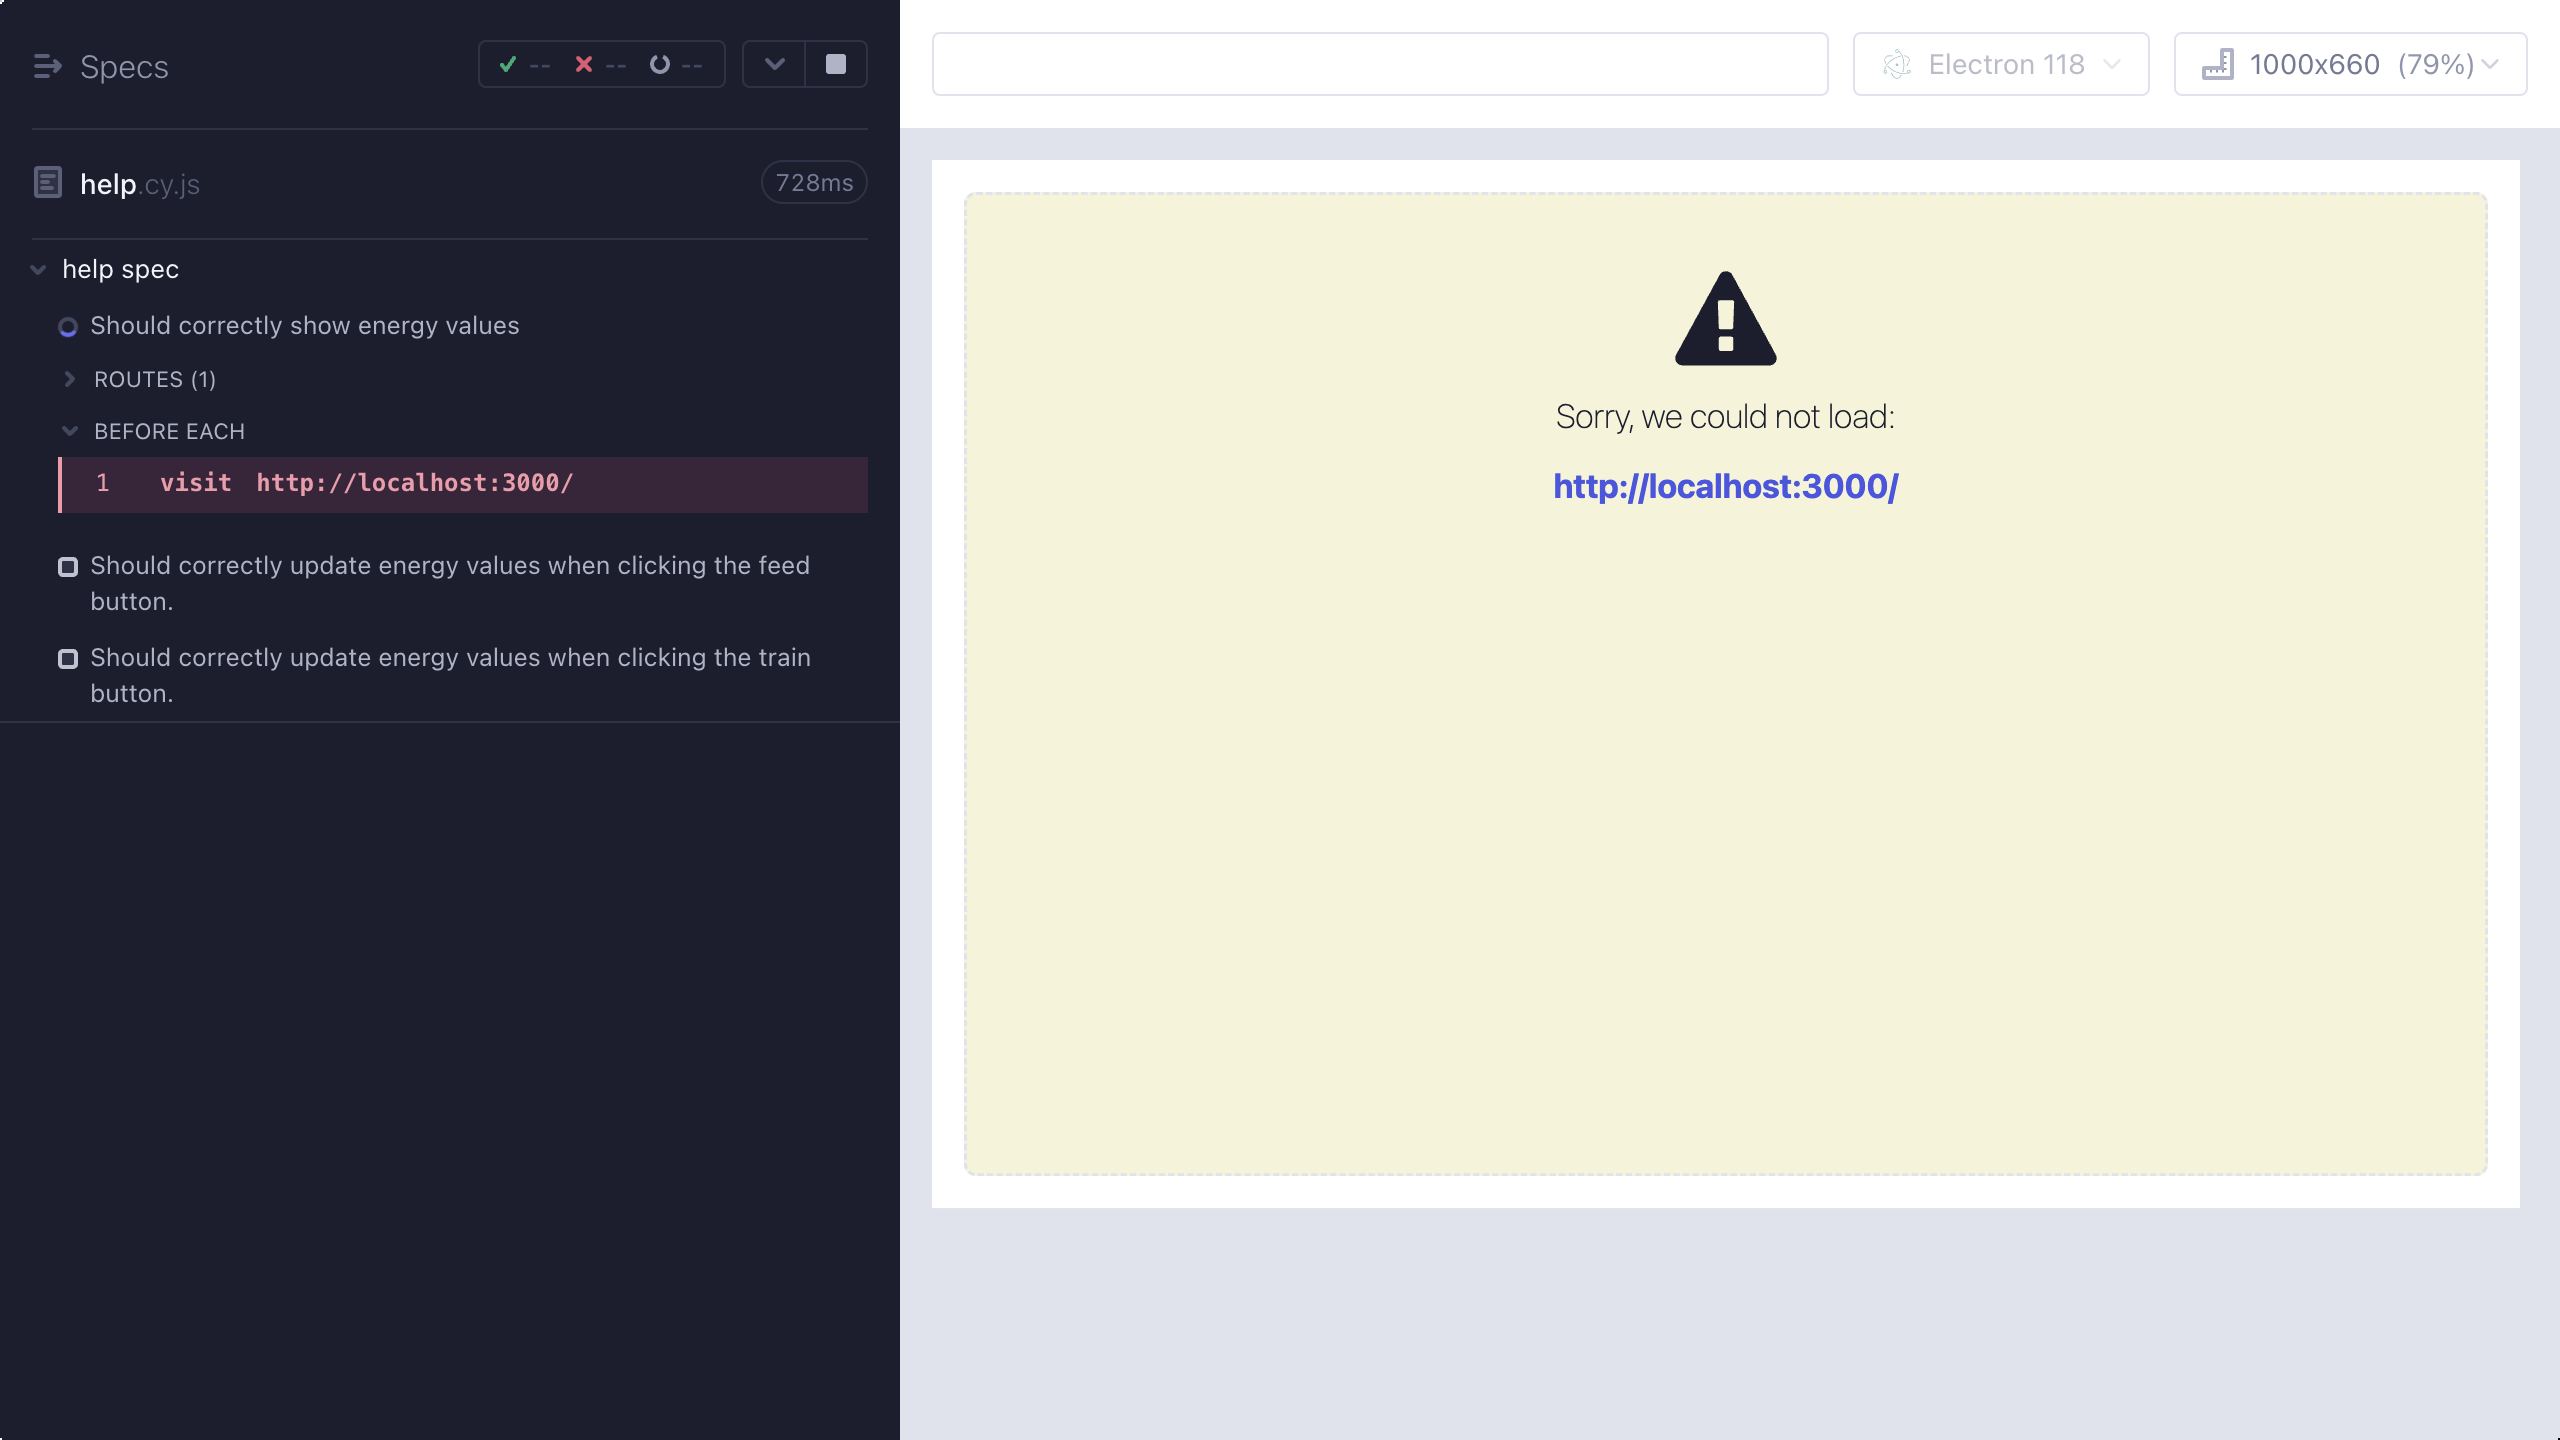 Specs
-- -- --
help.cy.js
728ms
help spec
Should correctly show energy values
ROUTES (1)
BEFORE EACH
1 visit http://localhost:3000/
Should correctly update energy values when clicking the feed
button.
Should correctly update energy values when clicking the train
button.
Electron 118
1000x660 (79%)
Sorry, we could not load:
http://localhost:3000/